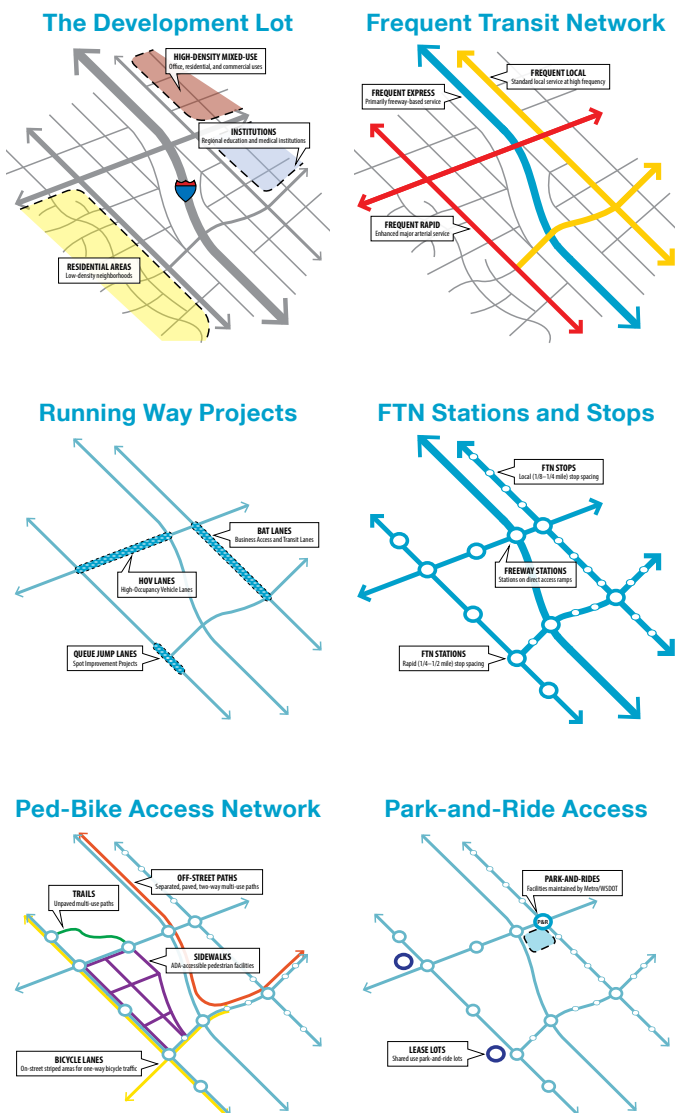 The Development Lot
HIGH-DENSITY MIXED-USE
Office, residential, and commercial uses
INSTITUTIONS
Regional education and medical institutions
RESIDENTIAL AREAS
Low-density neighborhoods
Frequent Transit Network
FREQUENT LOCAL
Standard local service at high frequency
FREQUENT EXPRESS
Primarily freeway-based service
FREQUENT RAPID
Enhanced major arterial service
Running Way Projects
BAT LANES
Business Access and Transit Lanes
HOV LANES
High-Occupancy Vehicle Lanes
QUEUE JUMP LANES
Spot Improvement Projects
FTN Stations and Stops
FTN STOPS
Local (1/8–1/4 mile) stop spacing
FREEWAY STATIONS
Stations on direct access ramps
FTN STATIONS
Rapid (1/4–1/2 mile) stop spacing
Ped-Bike Access Network
OFF-STREET PATHS
Separated, paved, two-way multi-use paths
TRAILS
Unpaved multi-use paths
SIDEWALKS
ADA-accessible pedestrian facilities
BICYCLE LANES
On-street striped areas for one-way bicycle traffic
Park-and-Ride Access
PARK-AND-RIDES
Facilities maintained by Metro/WSDOT
P&R
LEASE LOTS
Shared use park-and-ride lots